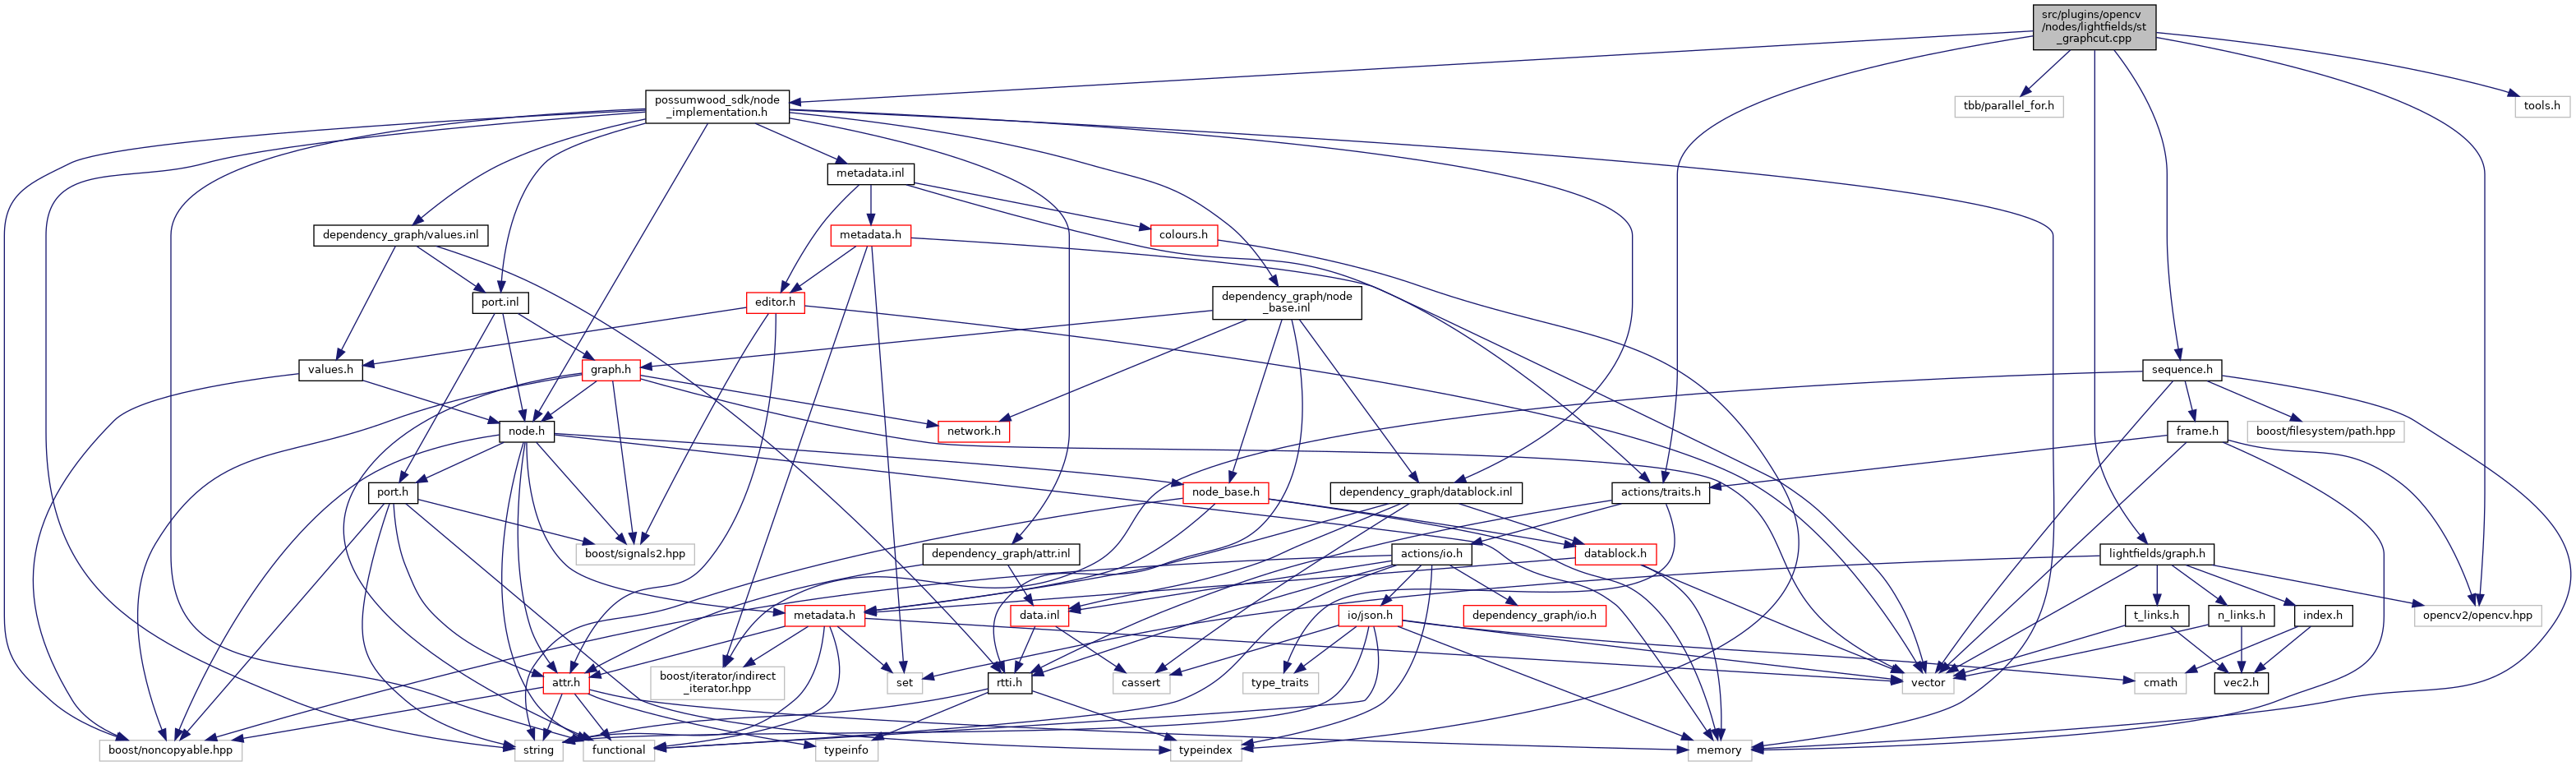 src/plugins/opencv
/nodes/lightfields/st
_graphcut.cpp
possumwood_sdk/node
_implementation.h
tbb/parallel_for.h
tools.h
metadata.inl
dependency_graph/values.inl
metadata.h
colours.h
port.inl
editor.h
dependency_graph/node
_base.inl
values.h
graph.h
sequence.h
node.h
network.h
frame.h
boost/filesystem/path.hpp
port.h
node_base.h
dependency_graph/datablock.inl
actions/traits.h
boost/signals2.hpp
dependency_graph/attr.inl
actions/io.h
datablock.h
lightfields/graph.h
metadata.h
data.inl
io/json.h
dependency_graph/io.h
t_links.h
n_links.h
index.h
opencv2/opencv.hpp
attr.h
boost/iterator/indirect
_iterator.hpp
set
rtti.h
cassert
type_traits
vector
cmath
vec2.h
boost/noncopyable.hpp
string
functional
typeinfo
typeindex
memory